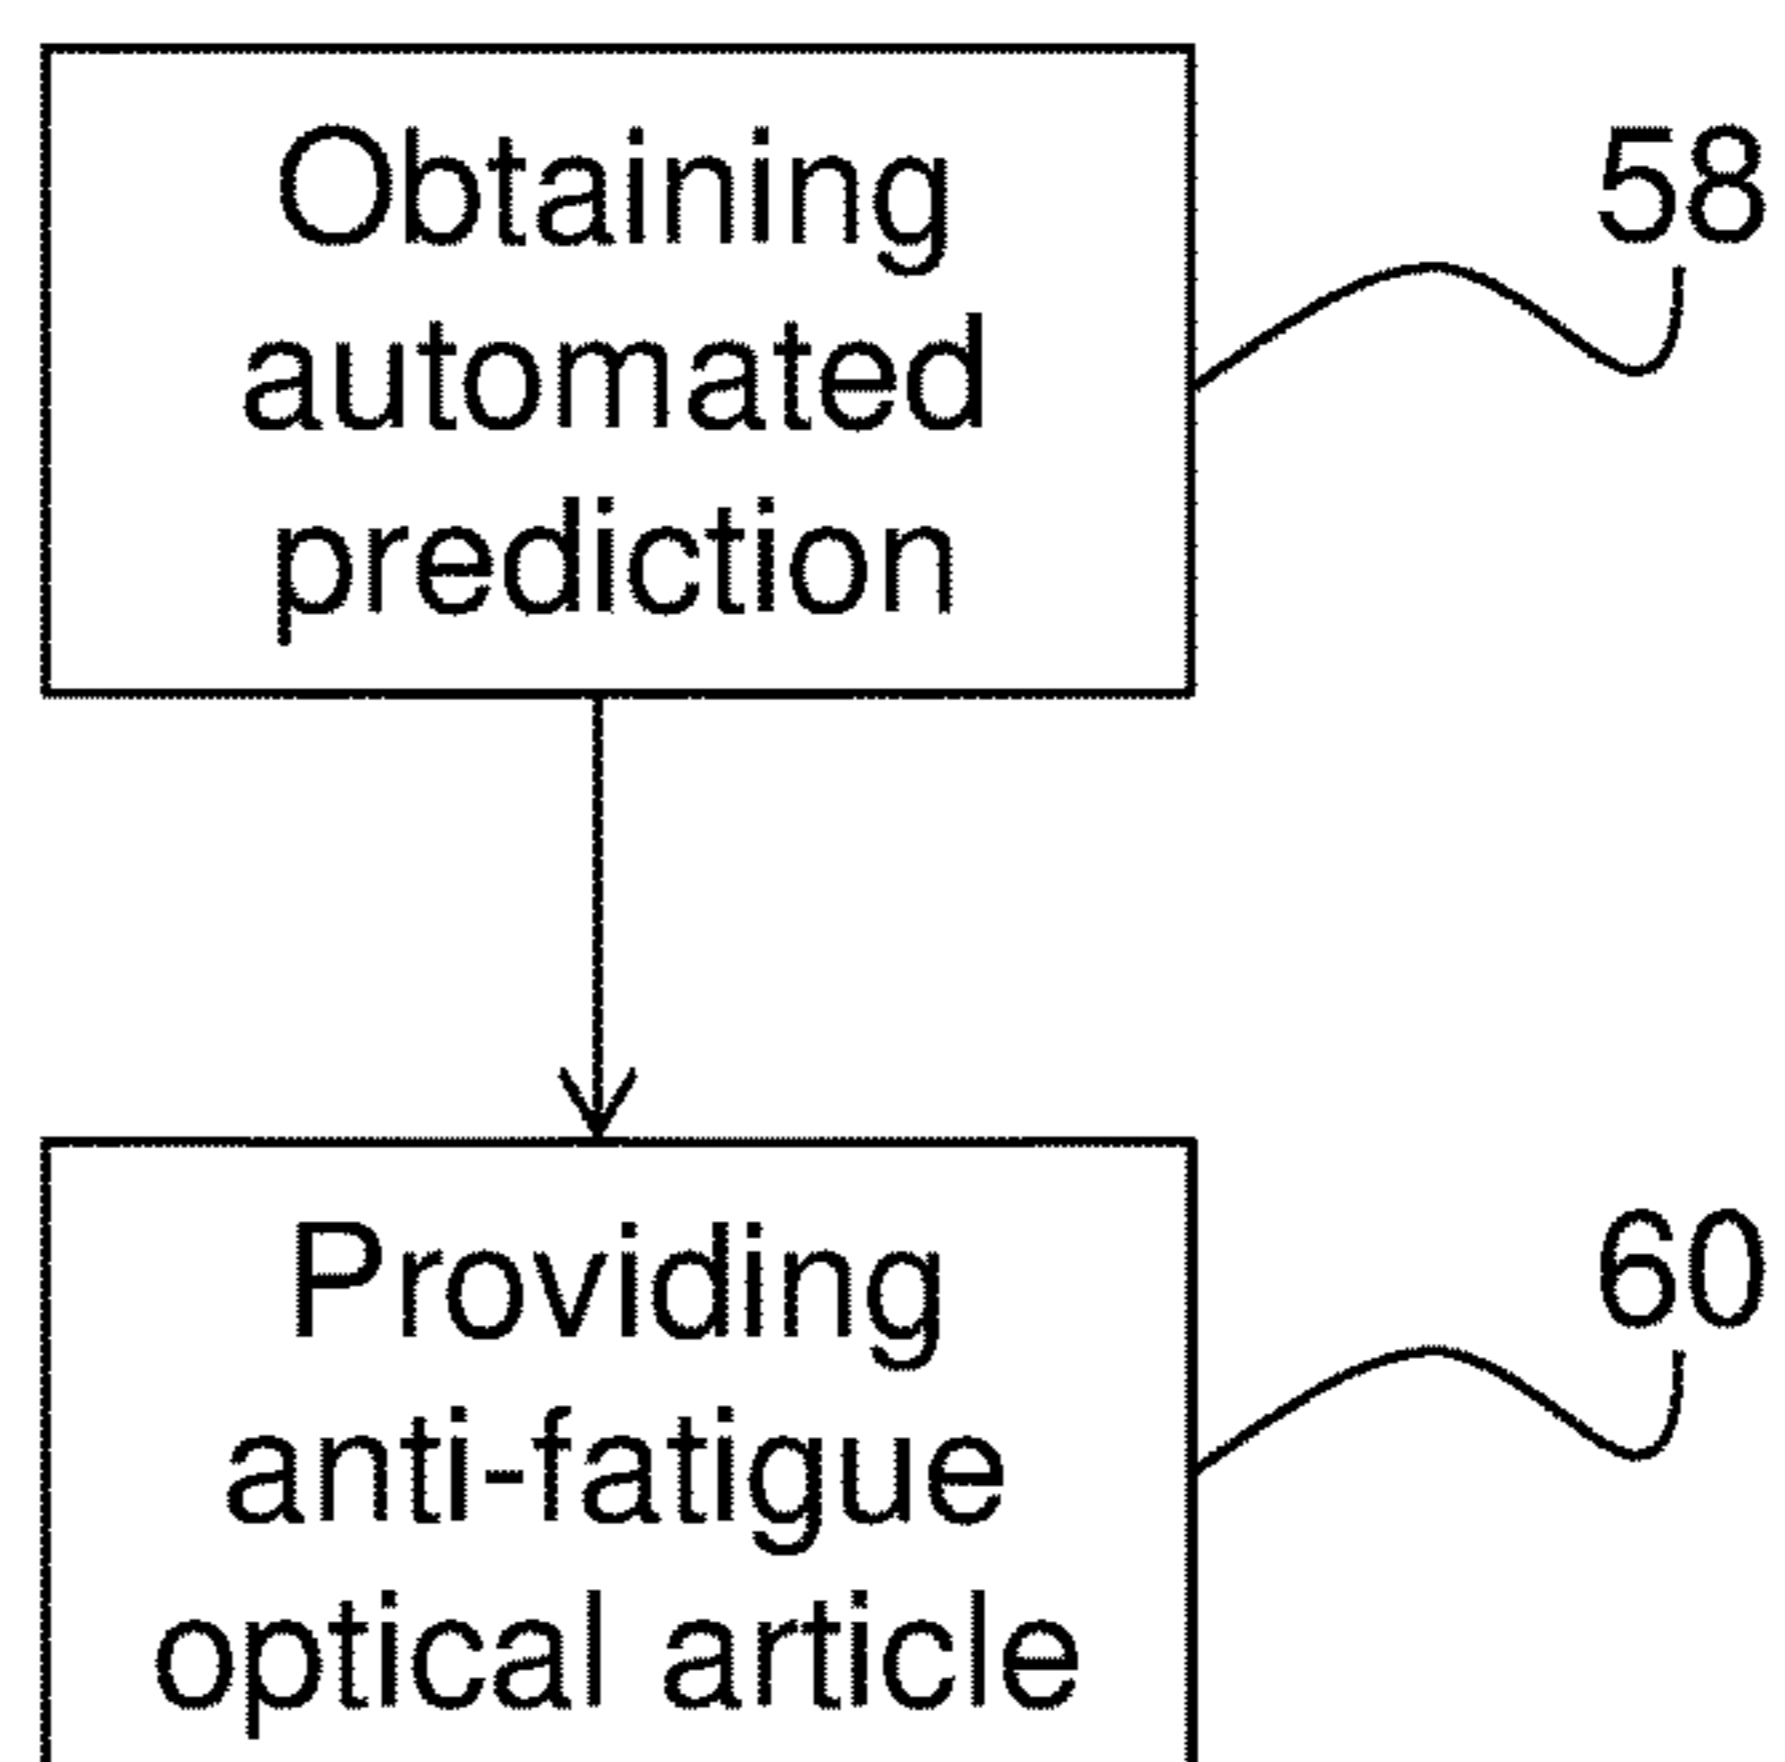 Obtaining
automated
prediction
58
Providing
anti-fatigue
optical article
60